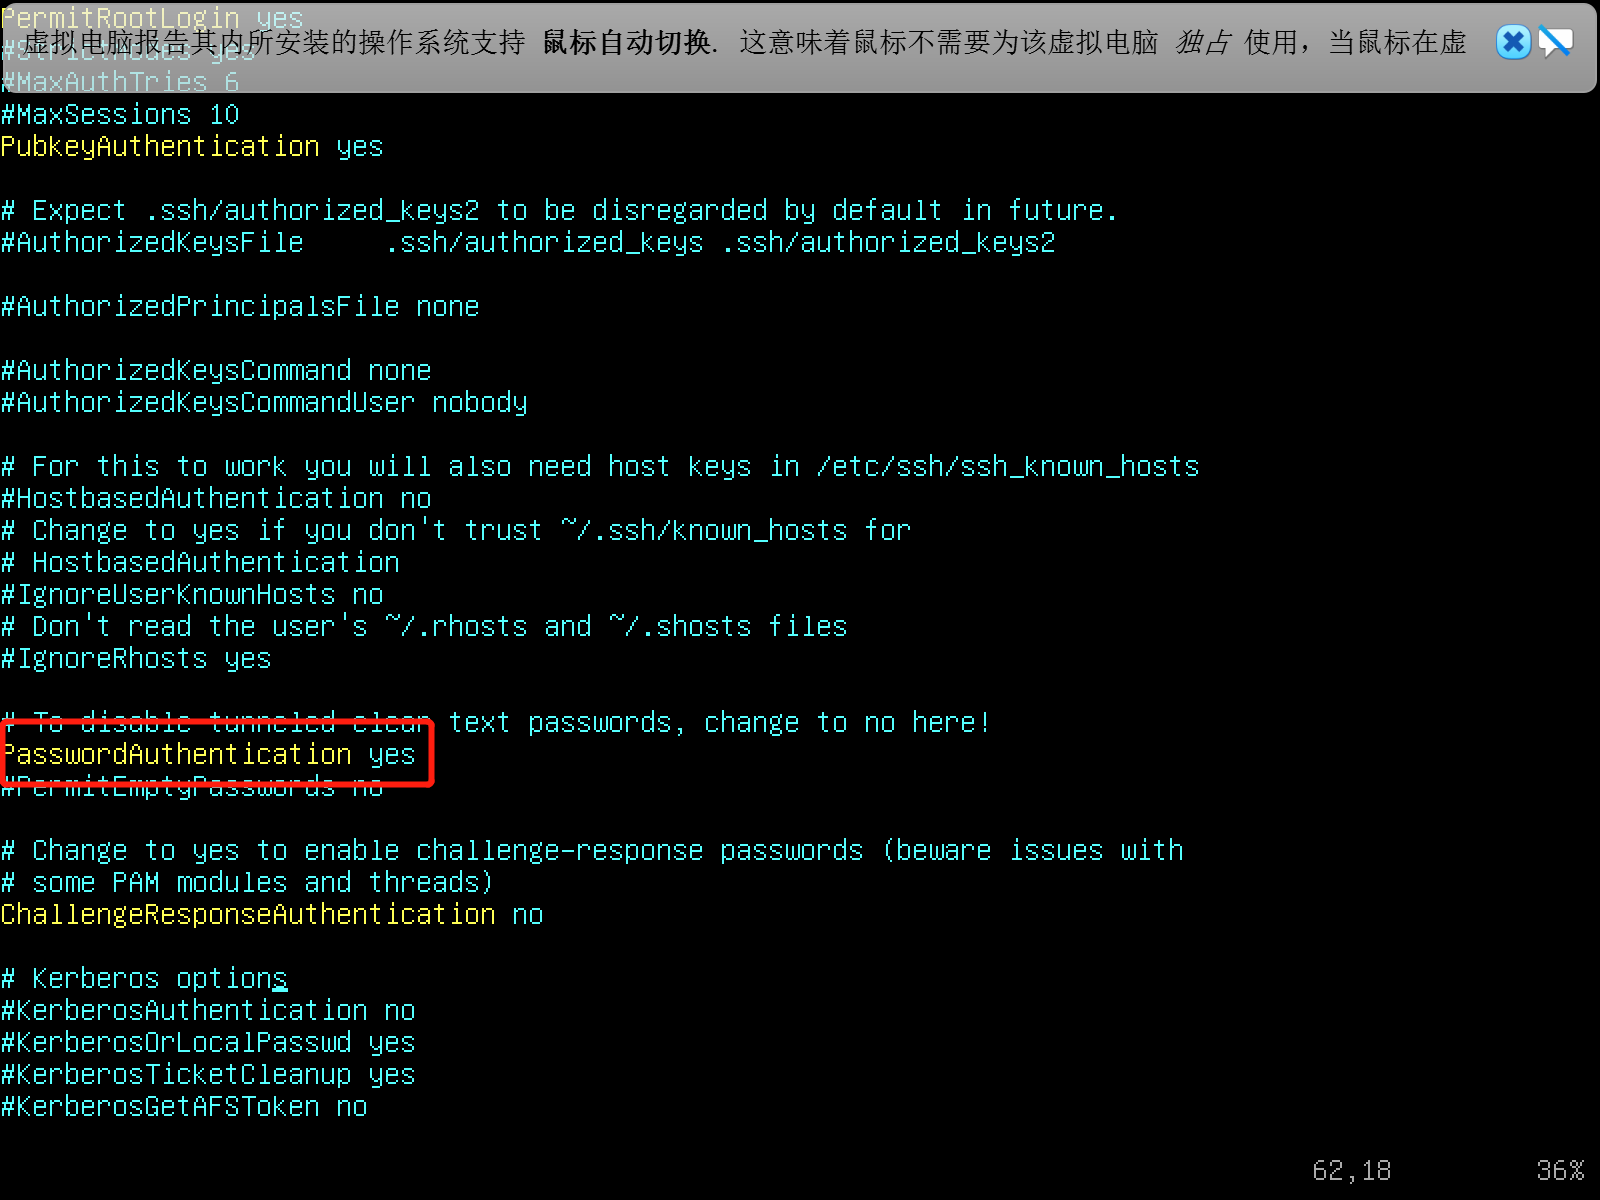 PermitRootLogin yes
虚拟电脑报告其内所安装的操作系统支持 鼠标自动切换. 这意味着鼠标不需要为该虚拟电脑 独占 使用，当鼠标在虚
#StrictModes yes
#MaxAuthTries 6
#MaxSessions 10
PubkeyAuthentication yes
# Expect .ssh/authorized_keys2 to be disregarded by default in future.
#AuthorizedKeysFile     .ssh/authorized_keys .ssh/authorized_keys2
#AuthorizedPrincipalsFile none
#AuthorizedKeysCommand none
#AuthorizedKeysCommandUser nobody
# For this to work you will also need host keys in /etc/ssh/ssh_known_hosts
#HostbasedAuthentication no
# Change to yes if you don't trust ~/.ssh/known_hosts for
# HostbasedAuthentication
#IgnoreUserKnownHosts no
# Don't read the user's ~/.rhosts and ~/.shosts files
#IgnoreRhosts yes
# To disable tunneled clear text passwords, change to no here!
PasswordAuthentication yes
#PermitEmptyPasswords no
# Change to yes to enable challenge-response passwords (beware issues with
# some PAM modules and threads)
ChallengeResponseAuthentication no
# Kerberos options
#KerberosAuthentication no
#KerberosOrLocalPasswd yes
#KerberosTicketCleanup yes
#KerberosGetAFSToken no
62,18 36%